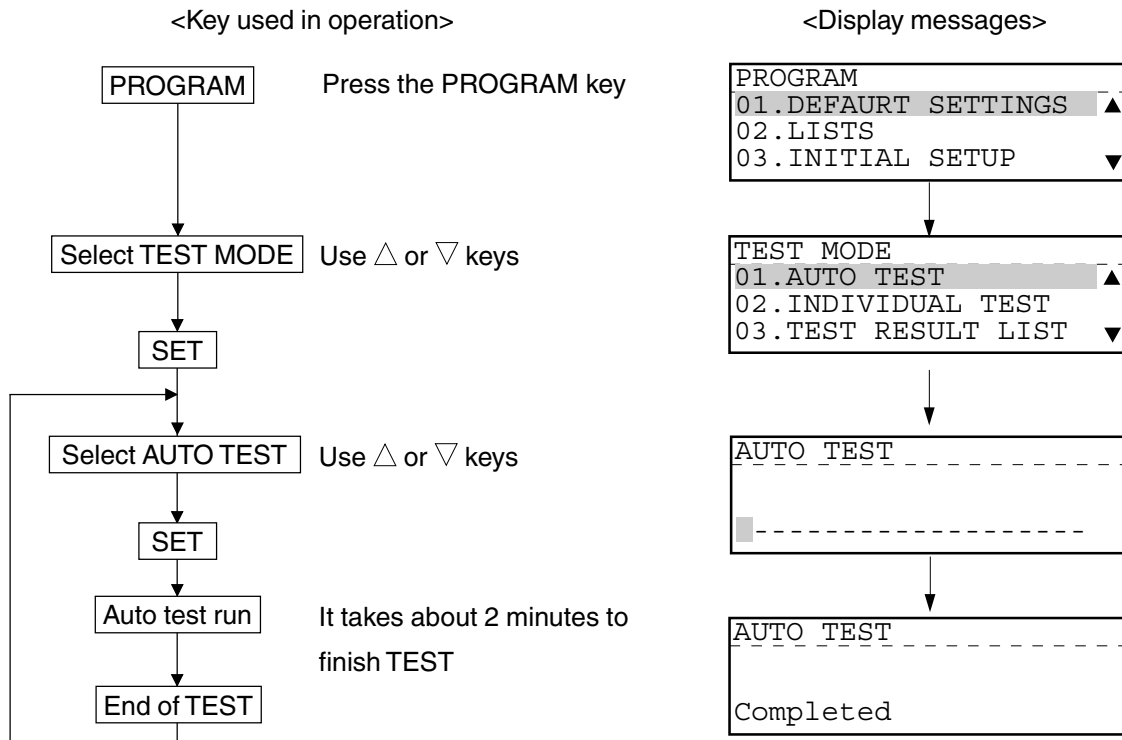 <Key used in operation>
<Display messages>
PROGRAM
Press the PROGRAM key
PROGRAM
01.DEFAURT SETTINGS ▲
02.LISTS
03.INITIAL SETUP ▼
Select TEST MODE
Use △ or ▽ keys
TEST MODE
01.AUTO TEST ▲
02.INDIVIDUAL TEST
03.TEST RESULT LIST ▼
SET
Select AUTO TEST
Use △ or ▽ keys
AUTO TEST
-------------------
SET
Auto test run
It takes about 2 minutes to
finish TEST
End of TEST
AUTO TEST
Completed